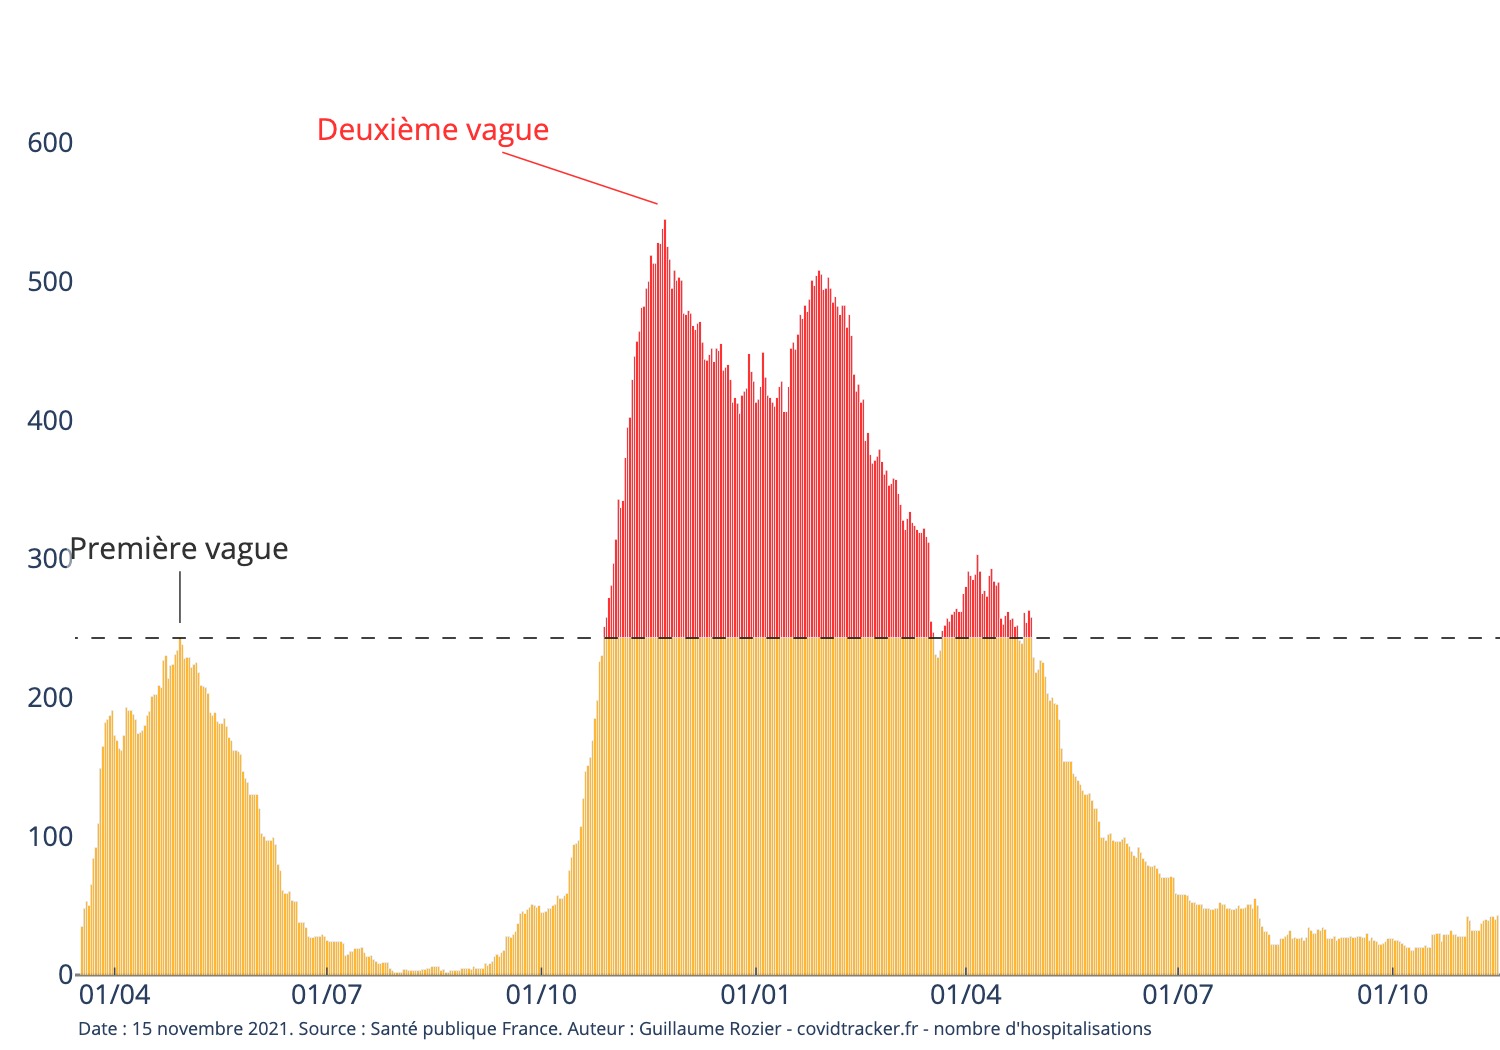 600
Deuxième vague
500
400
300
Première vague
200
100
0
01/04 01/07 01/10 01/01 01/04 01/07 01/10
Date : 15 novembre 2021. Source : Santé publique France. Auteur : Guillaume Rozier - covidtracker.fr - nombre d'hospitalisations